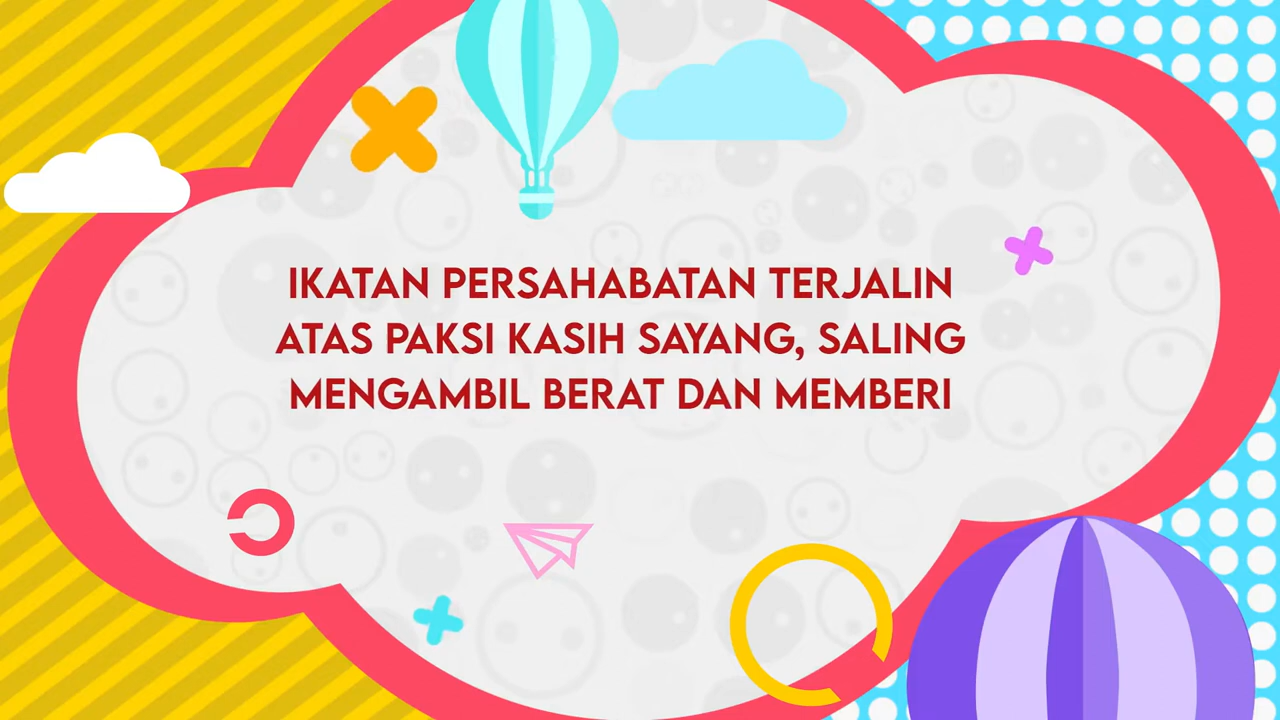 IKATAN PERSAHABATAN TERJALIN
ATAS PAKSI KASIH SAYANG, SALING
MENGAMBIL BERAT DAN MEMBERI